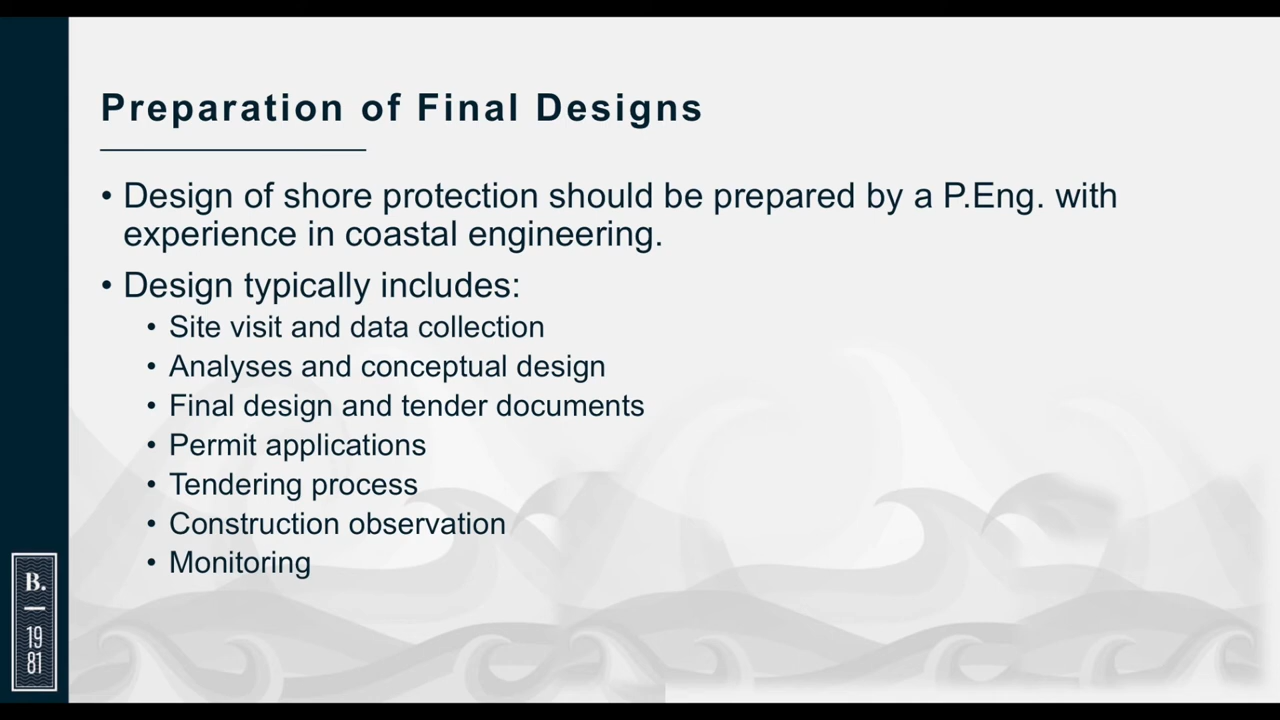 Preparation of Final Designs
• Design of shore protection should be prepared by a P.Eng. with
experience in coastal engineering.
• Design typically includes:
• Site visit and data collection
• Analyses and conceptual design
• Final design and tender documents
• Permit applications
• Tendering process
• Construction observation
• Monitoring
B.
19
81